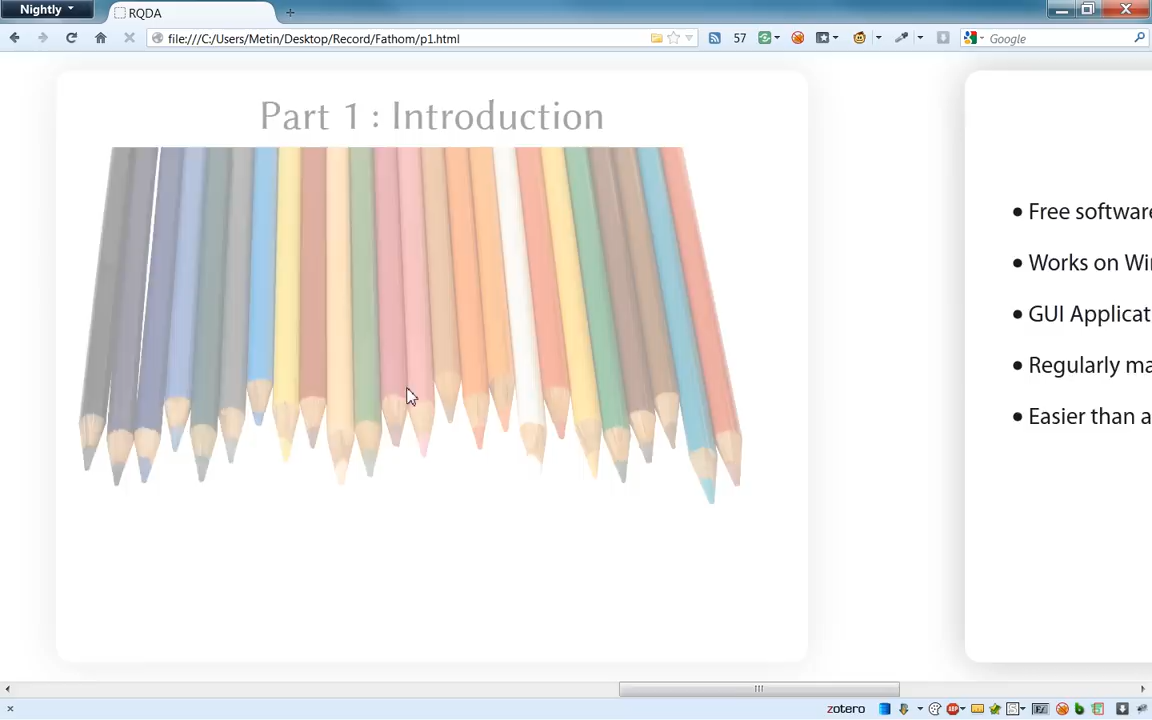 Nightly
RQDA
file:///C:/Users/Metin/Desktop/Record/Fathom/p1.html
57
Google
Part 1 : Introduction
• Free software
• Works on Wi
• GUI Applicat
• Regularly ma
• Easier than a
zotero